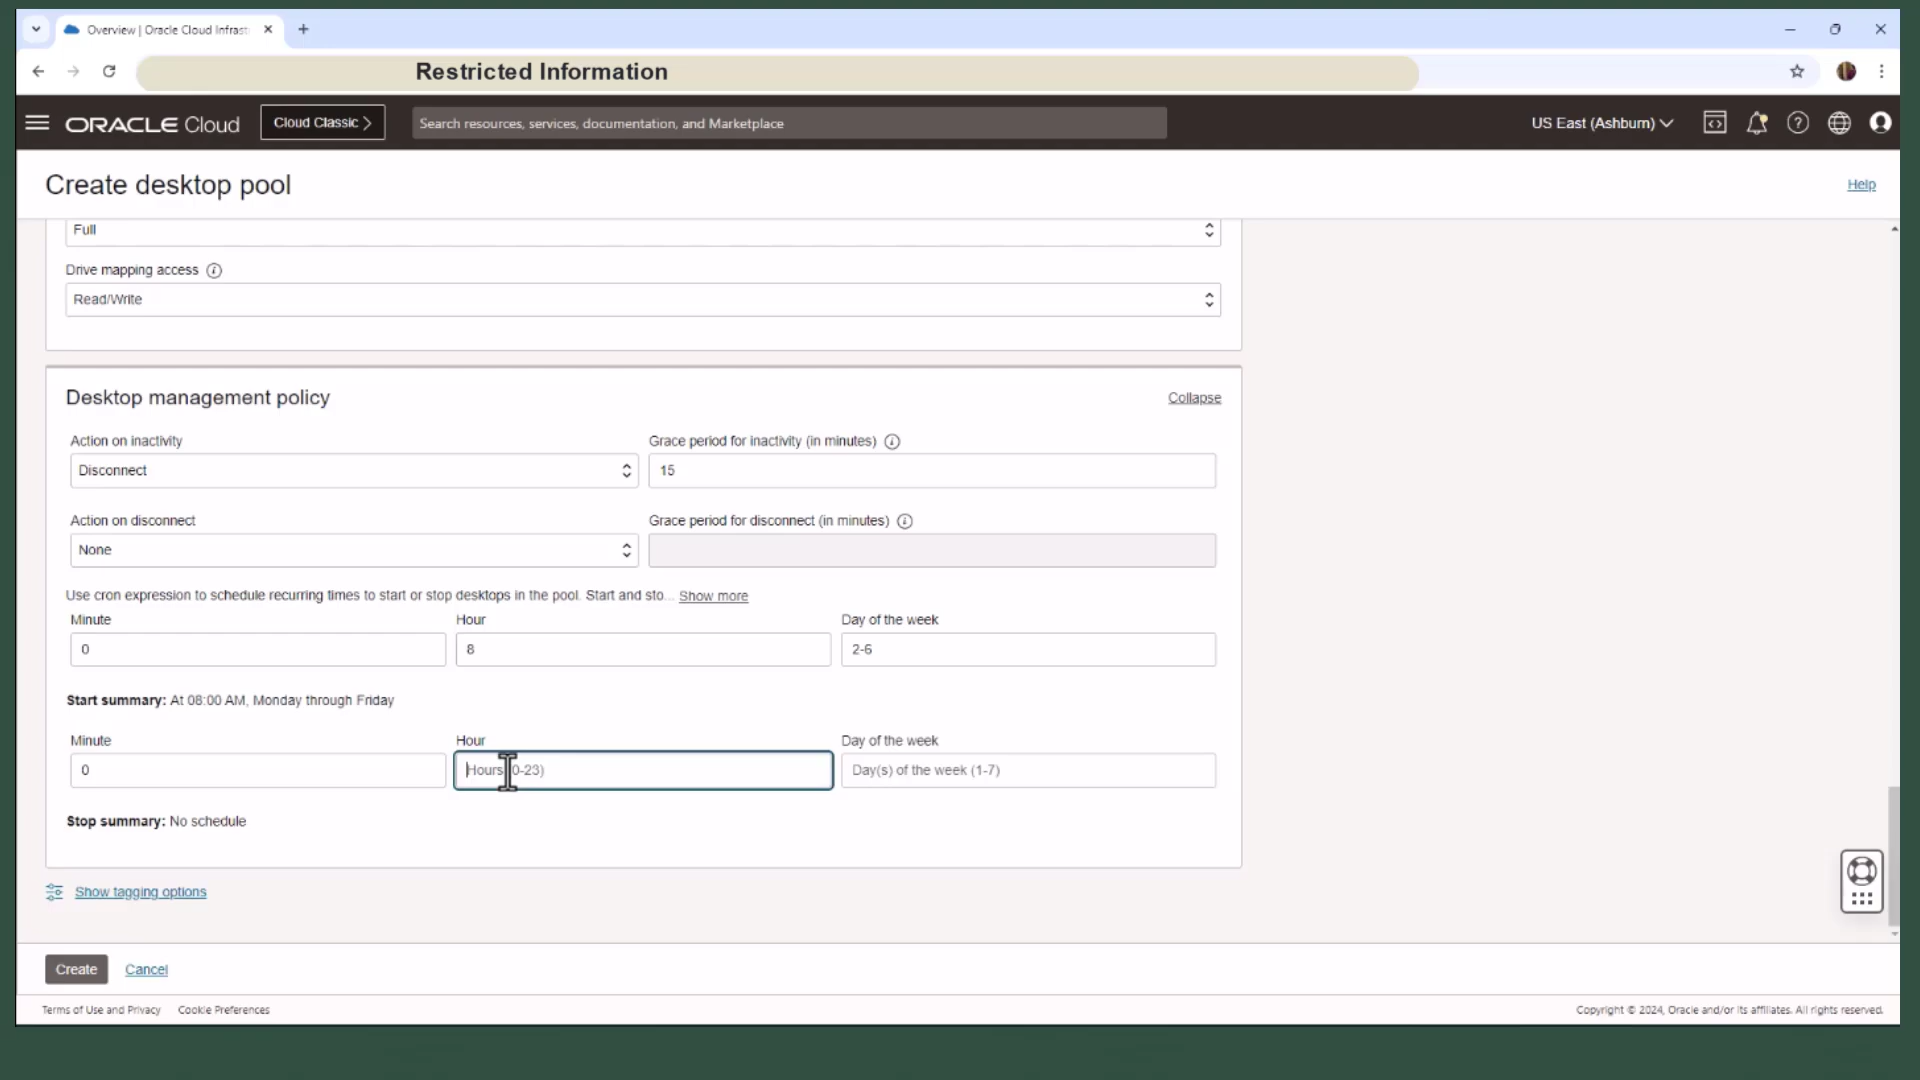 Overview | Oracle Cloud Infrast
Restricted Information
ORACLE Cloud
Cloud Classic >
Search resources, services, documentation, and Marketplace
US East (Ashburn)
Create desktop pool
Help
Full
Drive mapping access
Read/Write
Desktop management policy
Collapse
Action on inactivity
Grace period for inactivity (in minutes)
Disconnect
15
Action on disconnect
Grace period for disconnect (in minutes)
None
Use cron expression to schedule recurring times to start or stop desktops in the pool. Start and sto... Show more
Minute
Hour
Day of the week
0
8
2-6
Start summary: At 08:00 AM, Monday through Friday
Minute
Hour
Day of the week
0
Hours (0-23)
Day(s) of the week (1-7)
Stop summary: No schedule
Show tagging options
Create
Cancel
Terms of Use and Privacy
Cookie Preferences
Copyright © 2024, Oracle and/or its affiliates. All rights reserved.